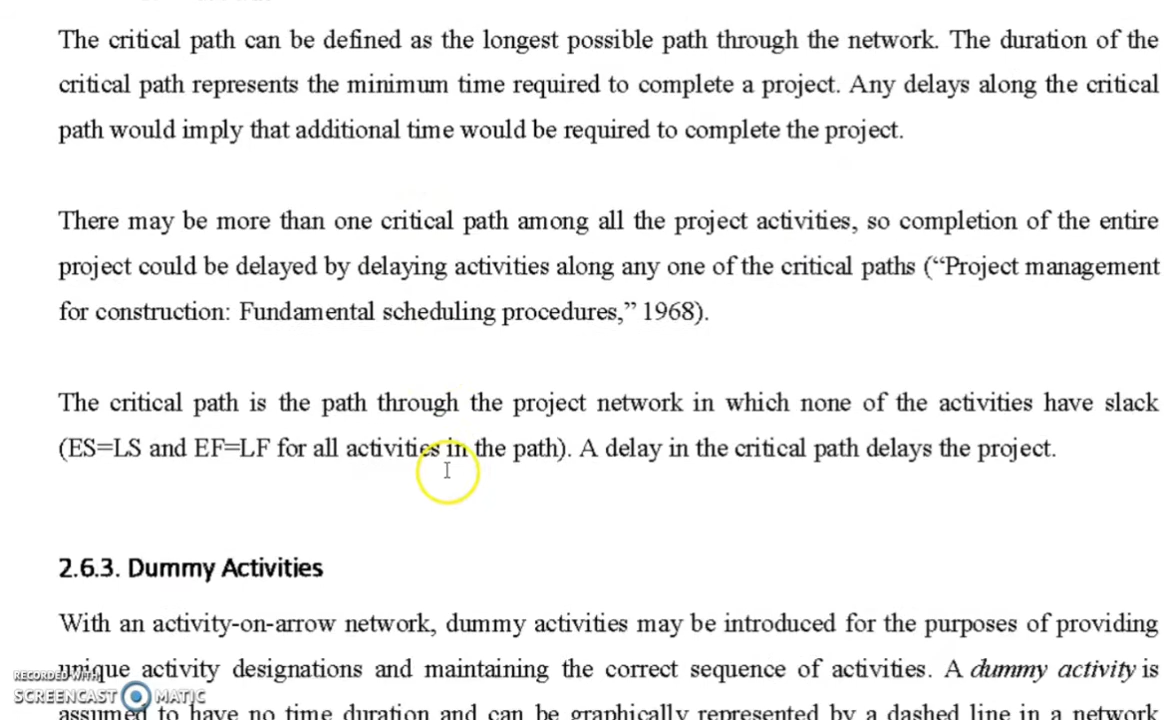 The critical path can be defined as the longest possible path through the network. The duration of the
critical path represents the minimum time required to complete a project. Any delays along the critical
path would imply that additional time would be required to complete the project.
There may be more than one critical path among all the project activities, so completion of the entire
project could be delayed by delaying activities along any one of the critical paths (“Project management
for construction: Fundamental scheduling procedures,” 1968).
The critical path is the path through the project network in which none of the activities have slack
(ES=LS and EF=LF for all activities in the path). A delay in the critical path delays the project.
2.6.3. Dummy Activities
With an activity-on-arrow network, dummy activities may be introduced for the purposes of providing
unique activity designations and maintaining the correct sequence of activities. A dummy activity is
assumed to have no time duration and can be graphically represented by a dashed line in a network
RECORDED WITH
SCREENCAST MATIC